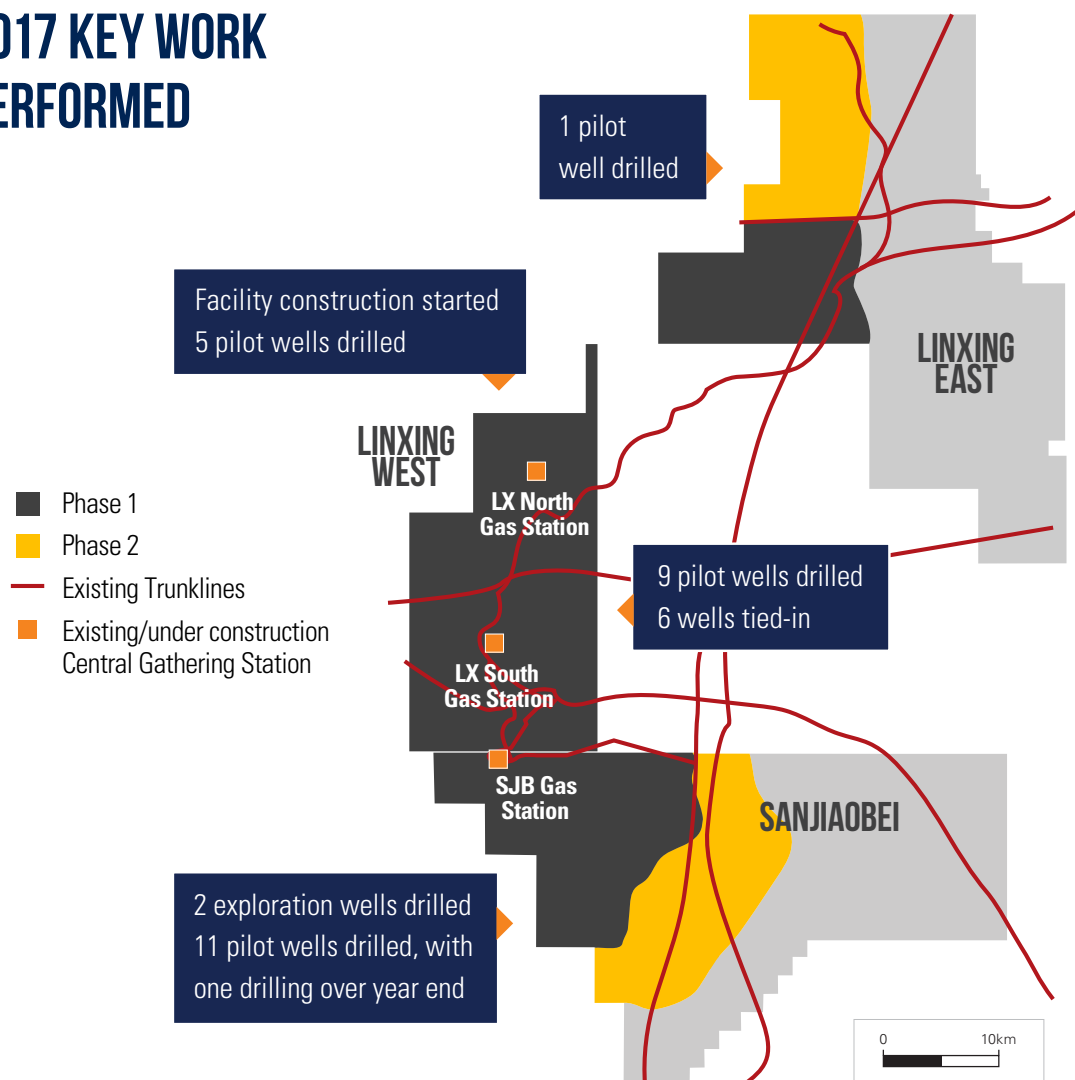 017 KEY WORK
ERFORMED
1 pilot
well drilled
Facility construction started
5 pilot wells drilled
LINXING
EAST
LINXING
WEST
LX North
Gas Station
Phase 1
Phase 2
Existing Trunklines
Existing/under construction
Central Gathering Station
9 pilot wells drilled
6 wells tied-in
LX South
Gas Station
SJB Gas
Station
SANJIAOBEI
2 exploration wells drilled
11 pilot wells drilled, with
one drilling over year end
0 10km